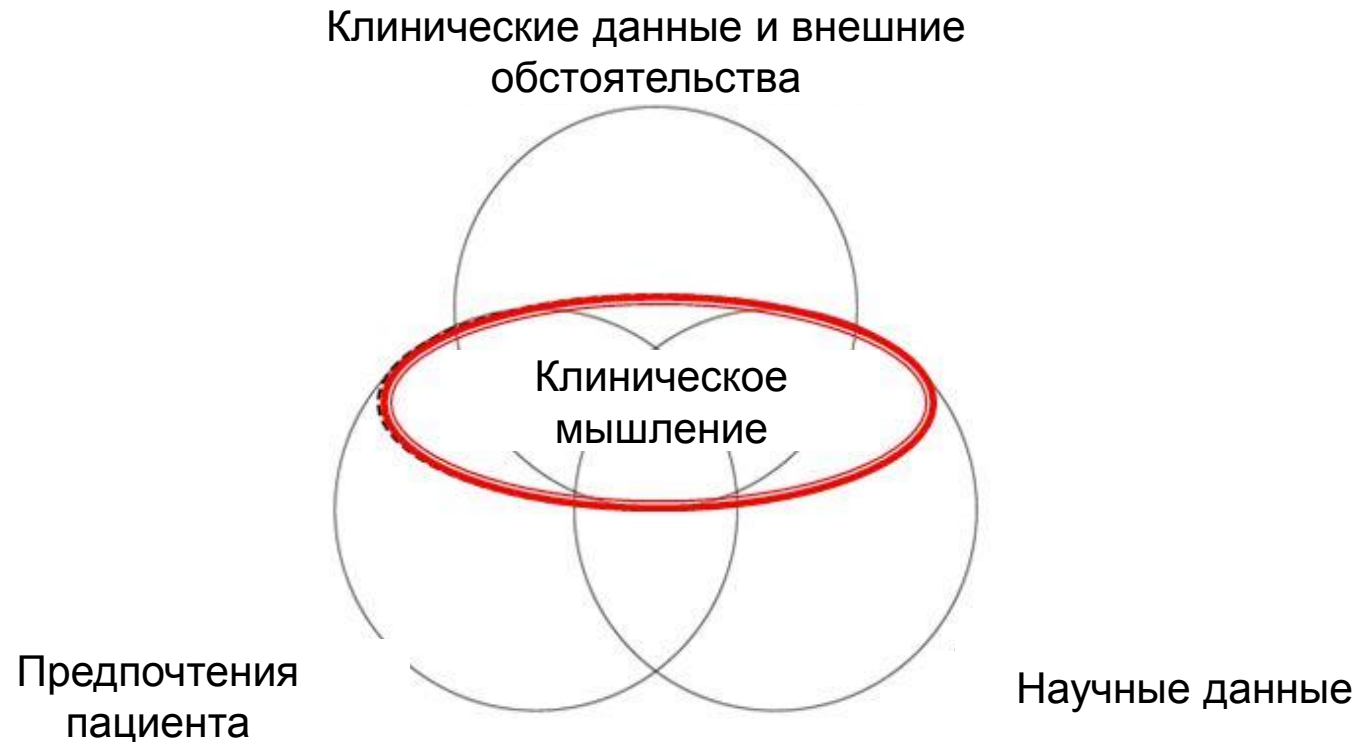 Клинические данные и внешние
обстоятельства
Клиническое
мышление
Предпочтения
пациента
Научные данные